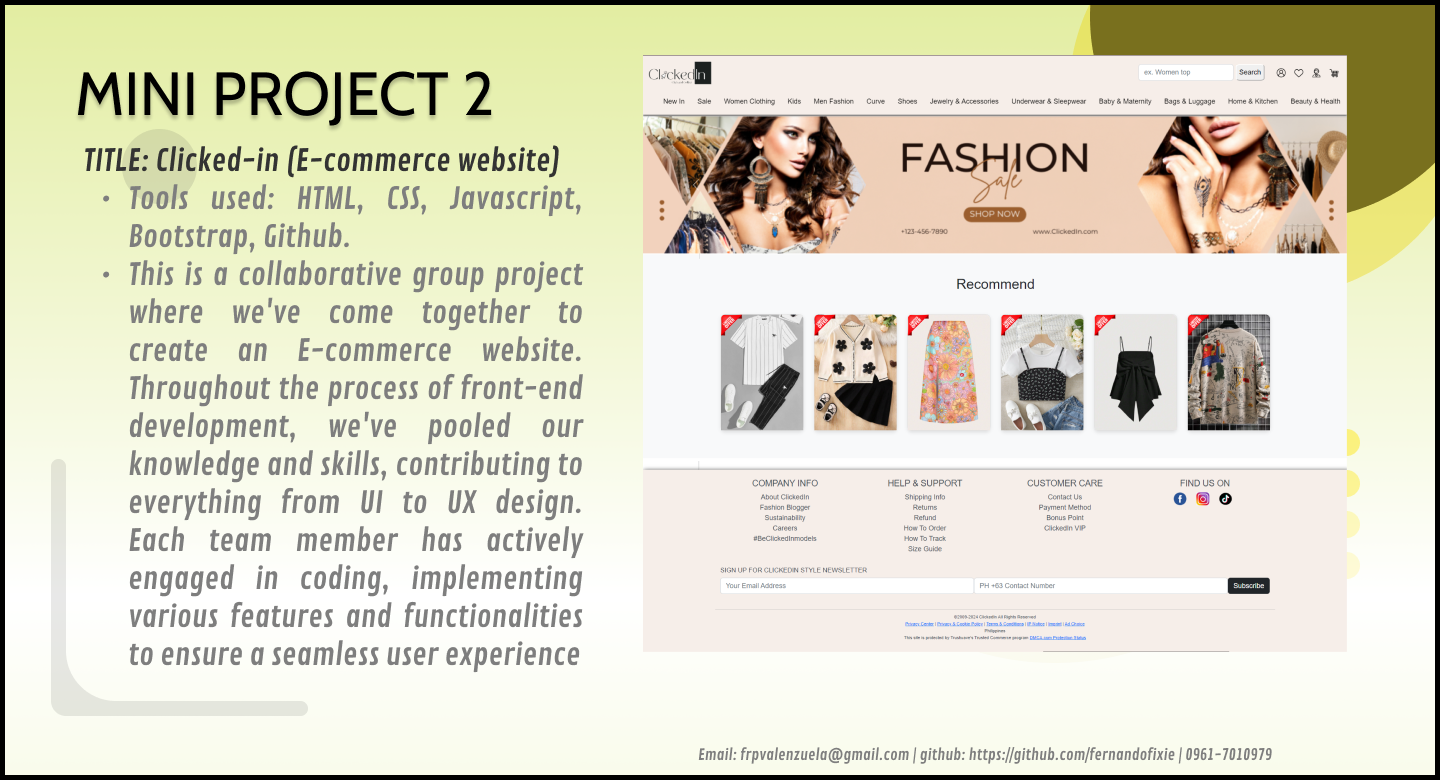 MINI PROJECT 2
TITLE: Clicked-in (E-commerce website)
• Tools used: HTML, CSS, Javascript,
Bootstrap, Github.
• This is a collaborative group project
where we've come together to
create an E-commerce website.
Throughout the process of front-end
development, we've pooled our
knowledge and skills, contributing to
everything from UI to UX design.
Each team member has actively
engaged in coding, implementing
various features and functionalities
to ensure a seamless user experience
ClickedIn
ex. Women top Search
New In Sale Women Clothing Kids Men Fashion Curve Shoes Jewelry & Accessories Underwear & Sleepwear Baby & Maternity Bags & Luggage Home & Kitchen Beauty & Health
FASHION
Sale
SHOP NOW
+123-456-7890 www.ClickedIn.com
Recommend
COMPANY INFO HELP & SUPPORT CUSTOMER CARE FIND US ON
About ClickedIn Shipping Info Contact Us
Fashion Blogger Returns Payment Method
Sustainability Refund Bonus Point
Careers How To Order ClickedIn VIP
#BeClickedInmodels How To Track
Size Guide
SIGN UP FOR CLICKEDIN STYLE NEWSLETTER
Your Email Address PH +63 Contact Number Subscribe
All Rights Reserved
Privacy Center | Privacy & Cookie Policy | Terms & Conditions | IP Notice | Imprint | Ad Choice
Philippines
This site is protected by Trustwave's Trusted Commerce program DMCA.com Protection Status
Email: frpvalenzuela@gmail.com | github: https://github.com/fernandofixie | 0961-7010979